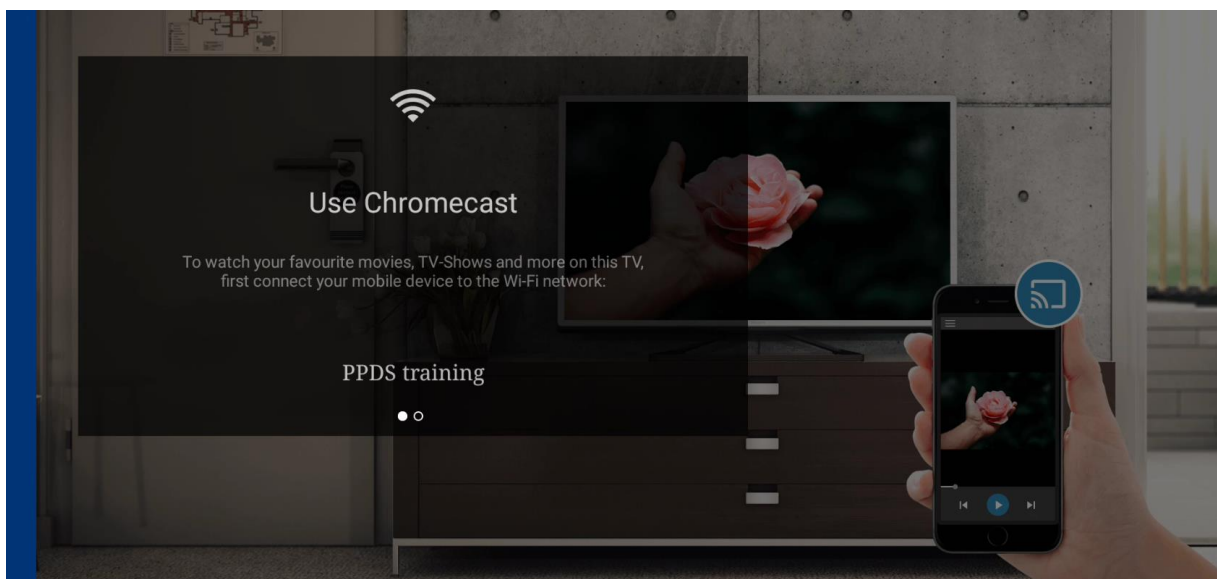 Use Chromecast
To watch your favourite movies, TV-Shows and more on this TV,
first connect your mobile device to the Wi-Fi network:
PPDS training